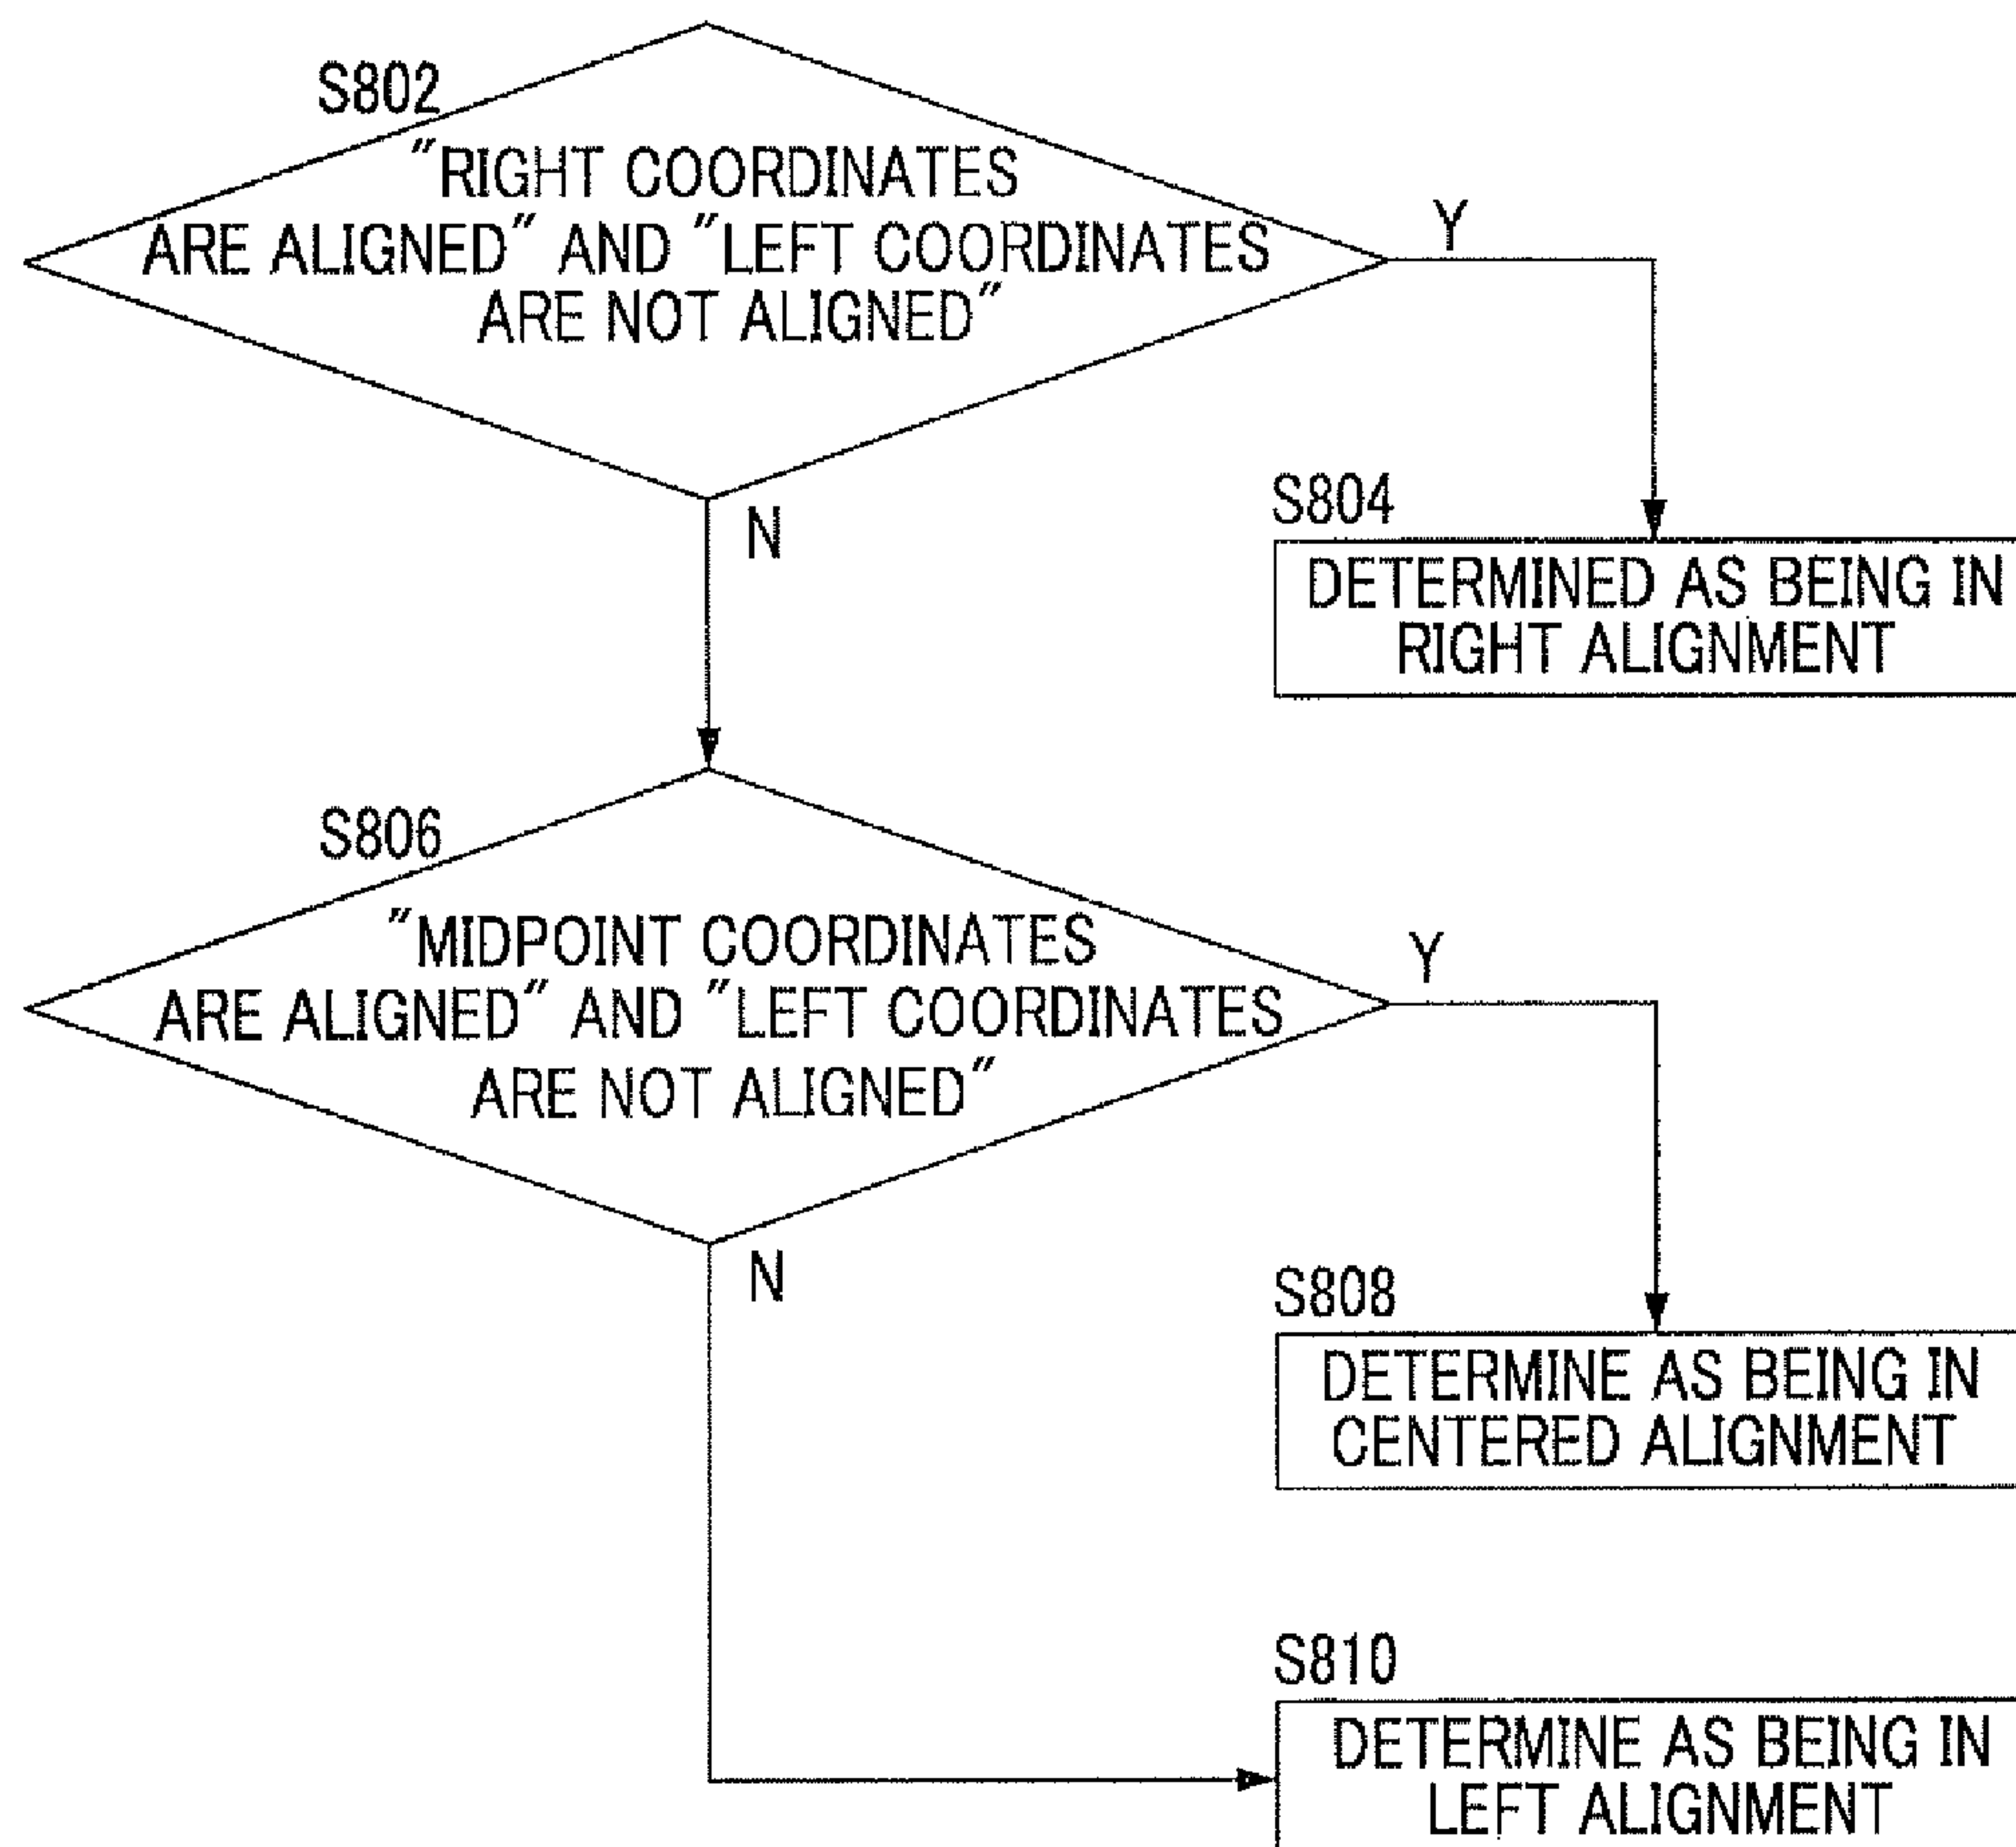 S802
"RIGHT COORDINATES
ARE ALIGNED" AND "LEFT COORDINATES
ARE NOT ALIGNED"
Y
N
S804
DETERMINED AS BEING IN
RIGHT ALIGNMENT
S806
"MIDPOINT COORDINATES
ARE ALIGNED" AND "LEFT COORDINATES
ARE NOT ALIGNED"
Y
N
S808
DETERMINE AS BEING IN
CENTERED ALIGNMENT
S810
DETERMINE AS BEING IN
LEFT ALIGNMENT